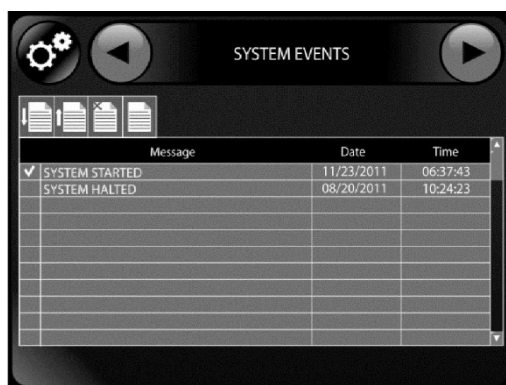 SYSTEM EVENTS
Message Date Time
SYSTEM STARTED 11/23/2011 06:37:43
SYSTEM HALTED 08/20/2011 10:24:23